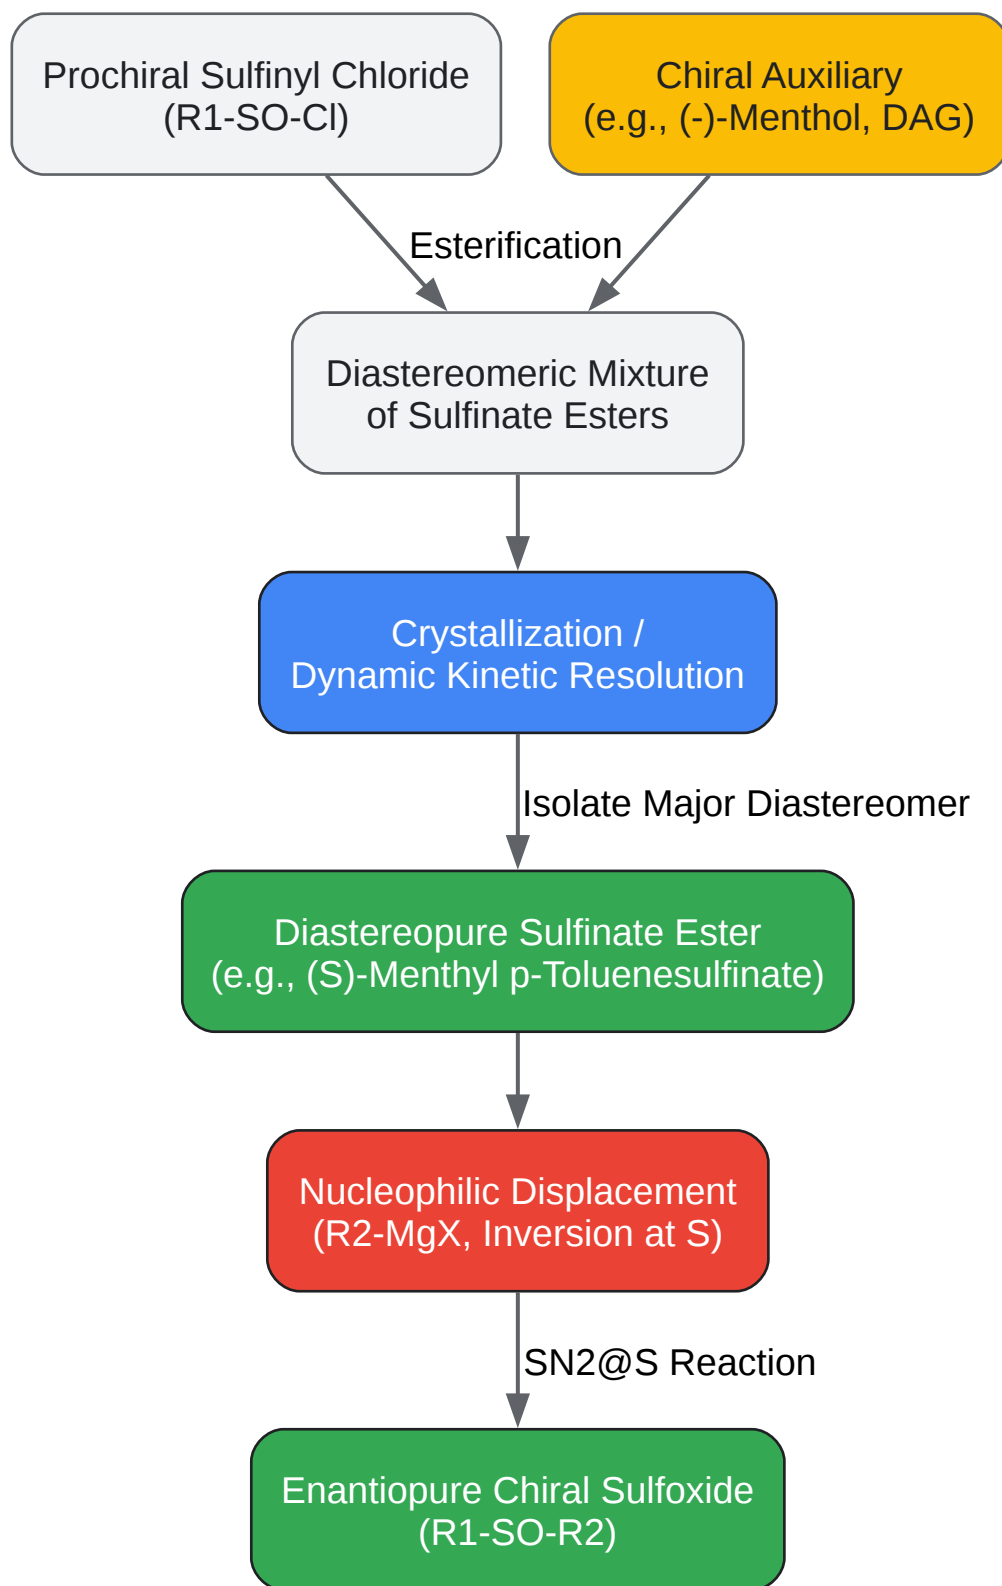 Prochiral Sulfinyl Chloride
(R1-SO-Cl)
Chiral Auxiliary
(e.g., (-)-Menthol, DAG)
Esterification
Diastereomeric Mixture
of Sulfinate Esters
Crystallization /
Dynamic Kinetic Resolution
Isolate Major Diastereomer
Diastereopure Sulfinate Ester
(e.g., (S)-Menthyl p-Toluenesulfinate)
Nucleophilic Displacement
(R2-MgX, Inversion at S)
SN2@S Reaction
Enantiopure Chiral Sulfoxide
(R1-SO-R2)